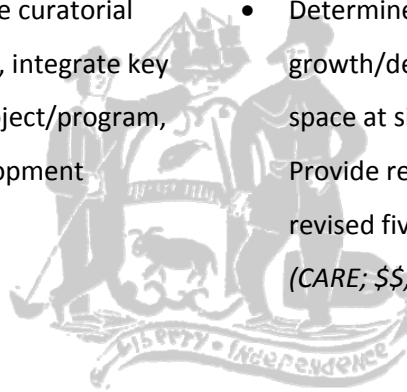 e curatorial
, integrate key
ject/program,
opment
• Determine
growth/de
space at si
Provide re
revised fiv
(CARE; $$,
LIBERTY • INDEPENDENCE